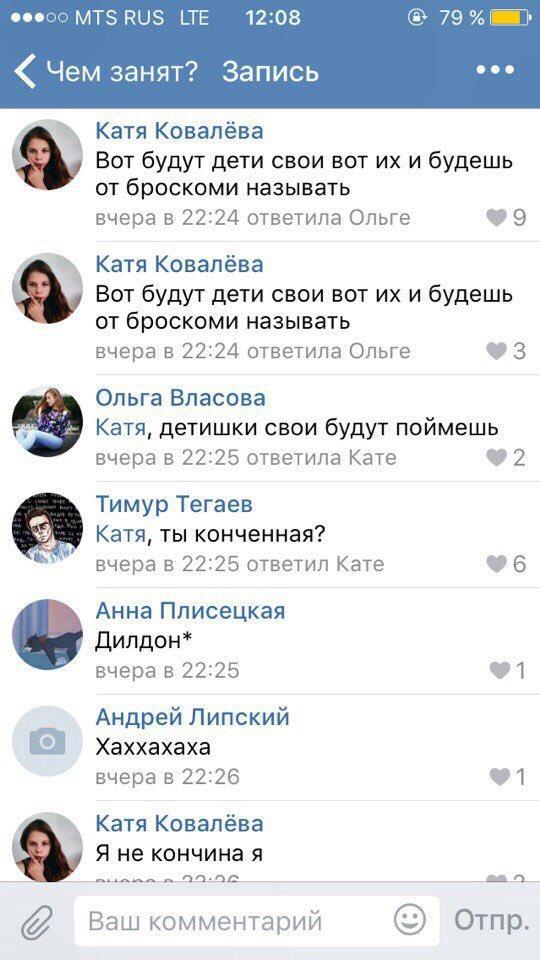 MTS RUS LTE 12:08 79 %
Чем занят? Запись
Катя Ковалёва
Вот будут дети свои вот их и будешь
от броскоми называть
вчера в 22:24 ответила Ольге 9
Катя Ковалёва
Вот будут дети свои вот их и будешь
от броскоми называть
вчера в 22:24 ответила Ольге 3
Ольга Власова
Катя, детишки свои будут поймешь
вчера в 22:25 ответила Кате 2
Тимур Тегаев
Катя, ты конченная?
вчера в 22:25 ответил Кате 6
Анна Плисецкая
Дилдон*
вчера в 22:25 1
Андрей Липский
Хаххахаха
вчера в 22:26 1
Катя Ковалёва
Я не кончина я
Ваш комментарий Отпр.